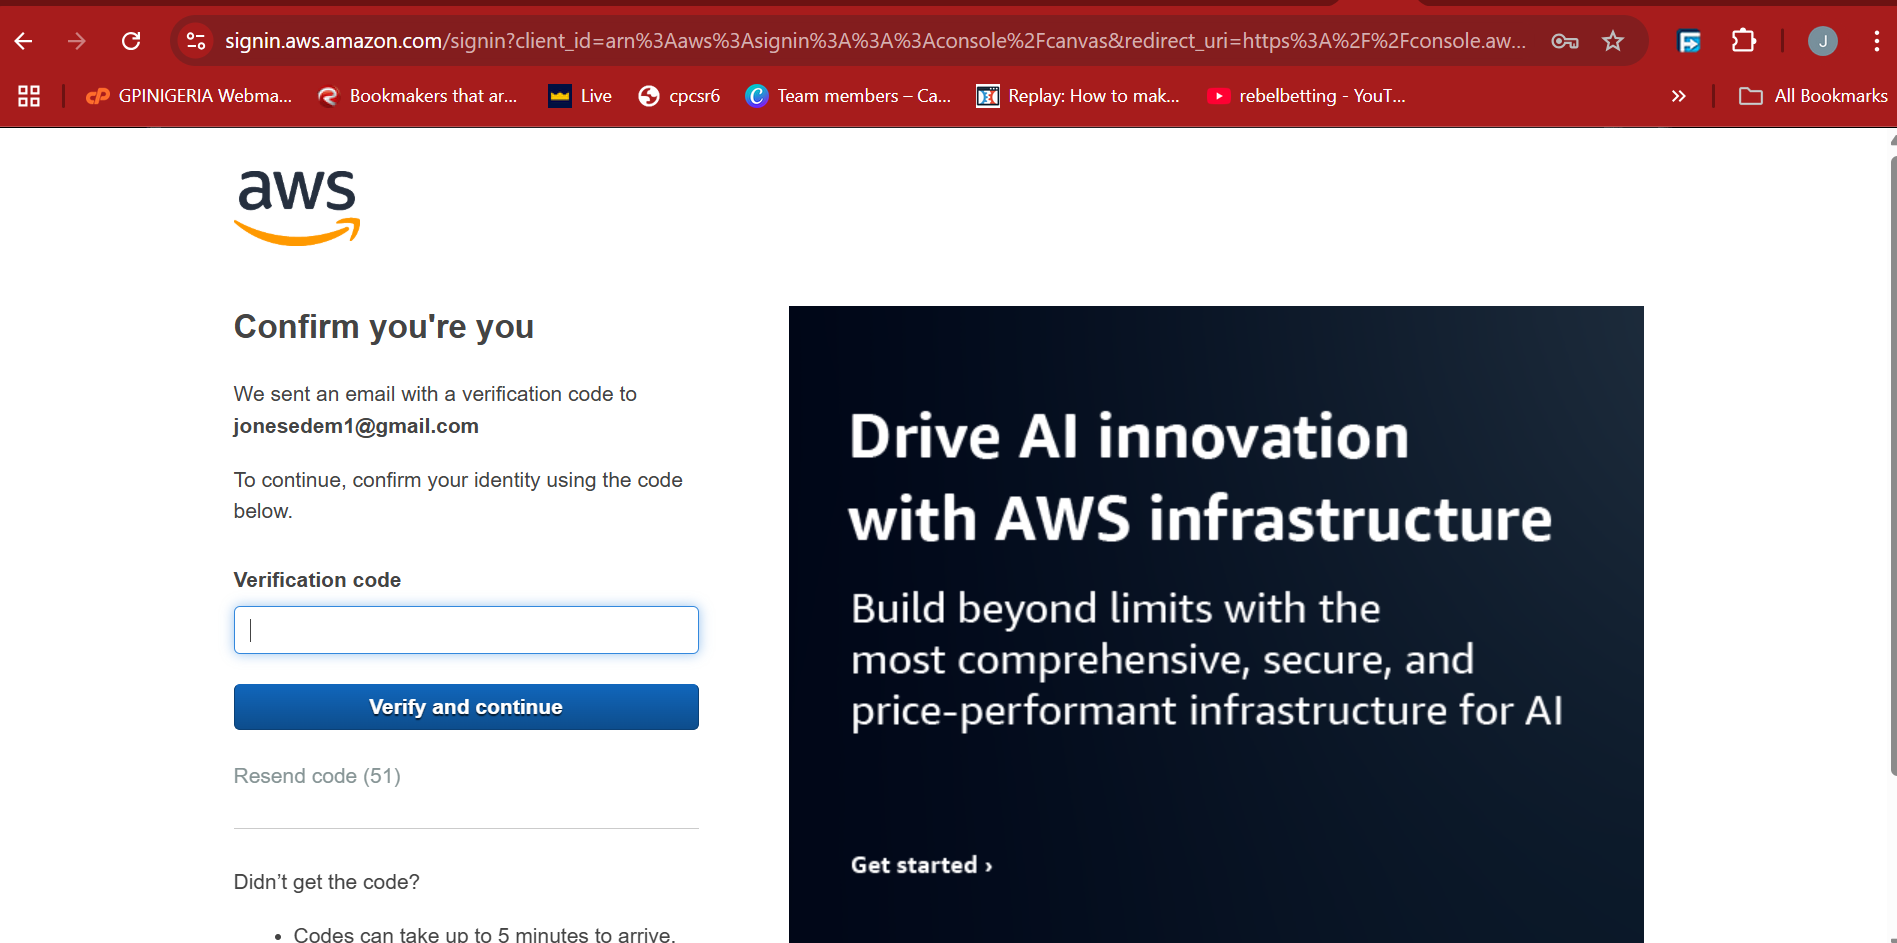 signin.aws.amazon.com/signin?client_id=arn%3Aaws%3Asignin%3A%3A%3Aconsole%2Fcanvas&redirect_uri=https%3A%2F%2Fconsole.aw...
J
GPINIGERIA Webma...
Bookmakers that ar...
Live
cpcsr6
Team members – Ca...
Replay: How to mak...
rebelbetting - YouT...
All Bookmarks
aws
Confirm you're you
We sent an email with a verification code to
jonesedem1@gmail.com
To continue, confirm your identity using the code
below.
Verification code
Verify and continue
Resend code (51)
Didn’t get the code?
• Codes can take up to 5 minutes to arrive.
Drive AI innovation
with AWS infrastructure
Build beyond limits with the
most comprehensive, secure, and
price-performant infrastructure for AI
Get started ›